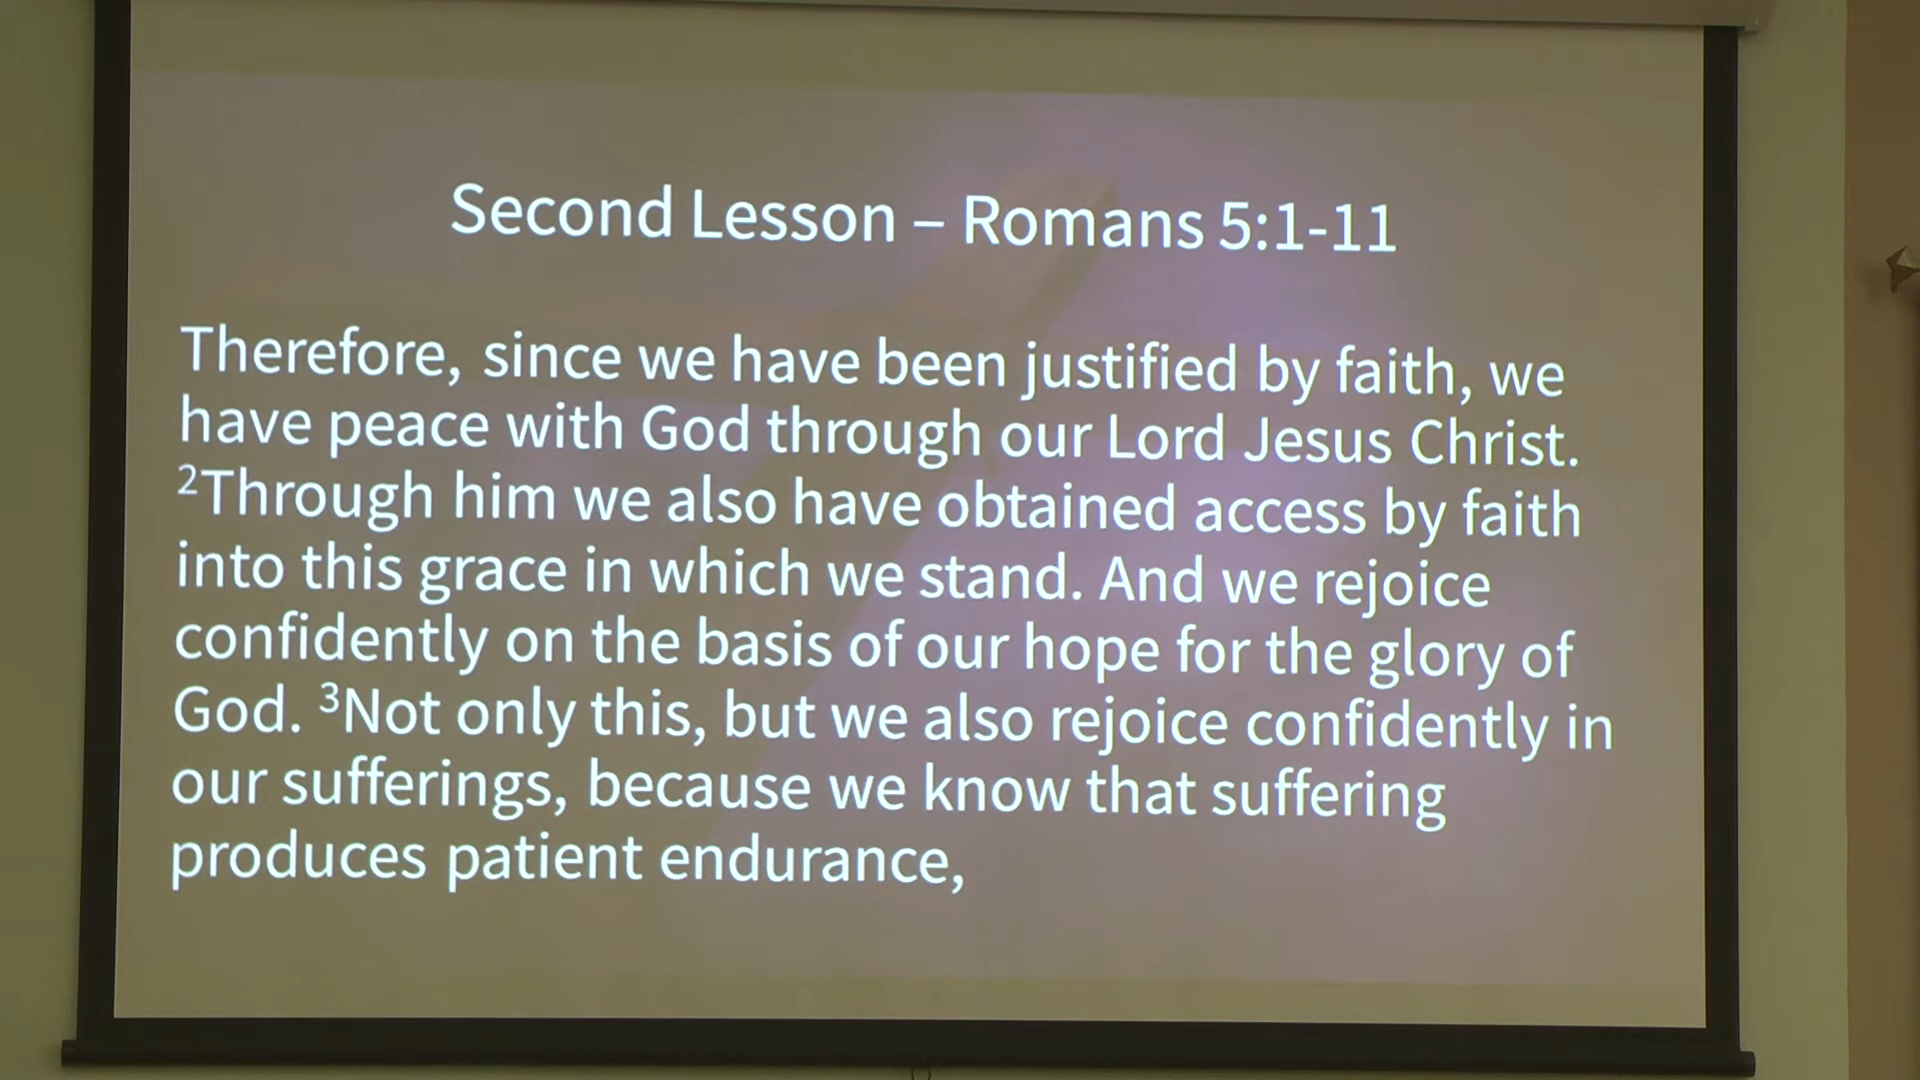 Second Lesson – Romans 5:1-11
Therefore, since we have been justified by faith, we
have peace with God through our Lord Jesus Christ.
²Through him we also have obtained access by faith
into this grace in which we stand. And we rejoice
confidently on the basis of our hope for the glory of
God. ³Not only this, but we also rejoice confidently in
our sufferings, because we know that suffering
produces patient endurance,